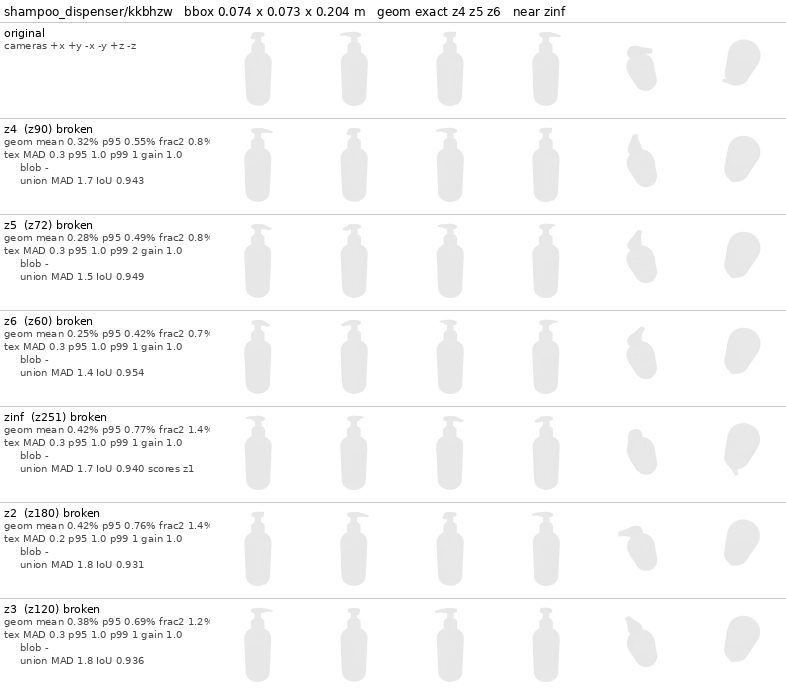 shampoo_dispenser/kkbhzw   bbox 0.074 x 0.073 x 0.204 m   geom exact z4 z5 z6   near zinf
original
cameras +x +y -x -y +z -z
z4  (z90) broken
geom mean 0.32% p95 0.55% frac2 0.8%
tex MAD 0.3 p95 1.0 p99 1 gain 1.0
blob -
union MAD 1.7 IoU 0.943
z5  (z72) broken
geom mean 0.28% p95 0.49% frac2 0.8%
tex MAD 0.3 p95 1.0 p99 2 gain 1.0
blob -
union MAD 1.5 IoU 0.949
z6  (z60) broken
geom mean 0.25% p95 0.42% frac2 0.7%
tex MAD 0.3 p95 1.0 p99 1 gain 1.0
blob -
union MAD 1.4 IoU 0.954
zinf  (z251) broken
geom mean 0.42% p95 0.77% frac2 1.4%
tex MAD 0.3 p95 1.0 p99 1 gain 1.0
blob -
union MAD 1.7 IoU 0.940 scores z1
z2  (z180) broken
geom mean 0.42% p95 0.76% frac2 1.4%
tex MAD 0.2 p95 1.0 p99 1 gain 1.0
blob -
union MAD 1.8 IoU 0.931
z3  (z120) broken
geom mean 0.38% p95 0.69% frac2 1.2%
tex MAD 0.3 p95 1.0 p99 1 gain 1.0
blob -
union MAD 1.8 IoU 0.936